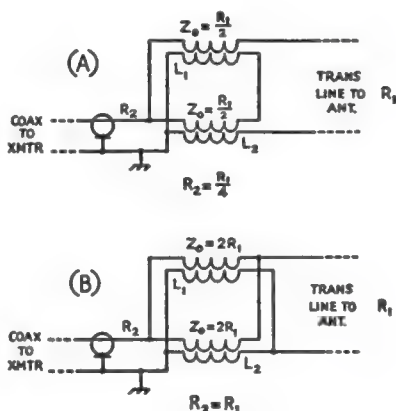 (A)
Z₀ = R₁/2
L₁
Z₀ = R₁/2
L₂
COAX
TO
XMTR
R₂
TRANS
LINE TO
ANT.
R₁
R₂ = R₁/4
(B)
Z₀ = 2R₁
L₁
Z₀ = 2R₁
L₂
COAX
TO
XMTR
R₂
TRANS
LINE TO
ANT.
R₁
R₂ = R₁